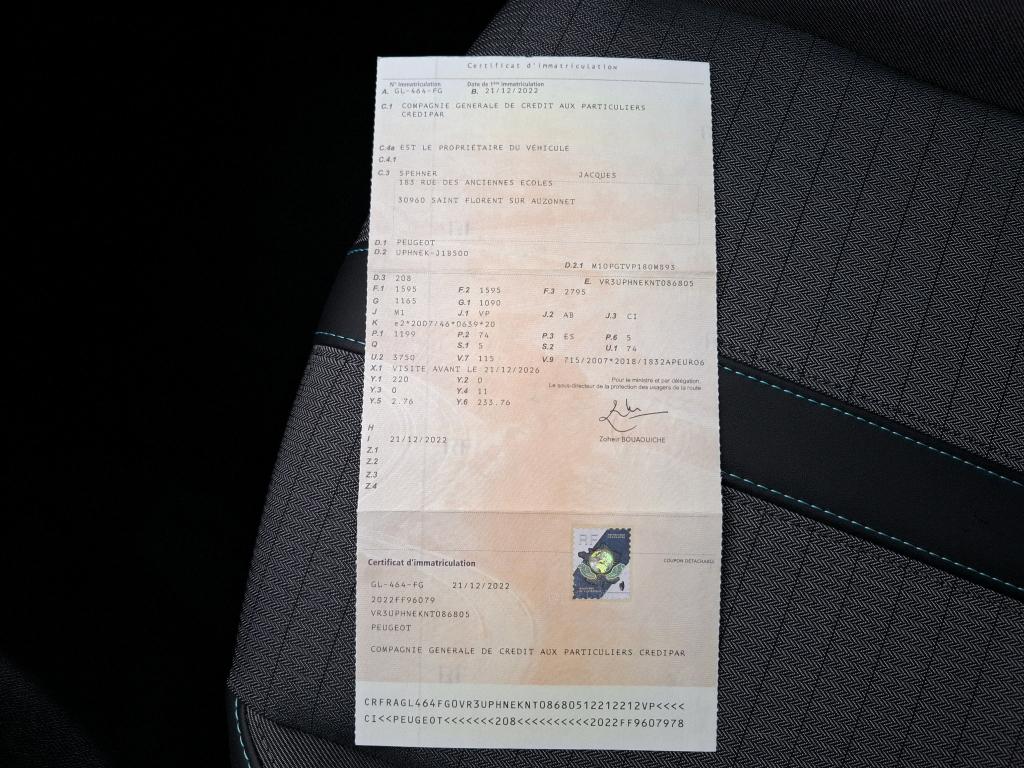 Certificat d'immatriculation
N° Immatriculation Date de 1ère immatriculation
A. GL-464-FG B. 21/12/2022
C.1 COMPAGNIE GENERALE DE CREDIT AUX PARTICULIERS
CREDIPAR
C.4a EST LE PROPRIÉTAIRE DU VÉHICULE
C.4.1
C.3 SPEHNER JACQUES
183 RUE DES ANCIENNES ECOLES
30960 SAINT FLORENT SUR AUZONNET
D.1 PEUGEOT
D.2 UPHNEK-J1B500
D.2.1 M10PGTVP180M893
D.3 208 E. VR3UPHNEKNT086805
F.1 1595 F.2 1595 F.3 2795
G 1165 G.1 1090
J M1 J.1 VP J.2 AB J.3 CI
K e2*2007/46*0639*20
P.1 1199 P.2 74 P.3 ES P.6 5
Q S.1 5 S.2 U.1 74
U.2 3750 V.7 115 V.9 715/2007*2018/1832APEURO6
X.1 VISITE AVANT LE 21/12/2026
Y.1 220 Y.2 0 Pour le ministre et par délégation,
Y.3 0 Y.4 11 Le sous-directeur de la protection des usagers de la route
Y.5 2.76 Y.6 233.76
H
I 21/12/2022 Zoheir BOUAOUICHE
Z.1
Z.2
Z.3
Z.4
RF
Certificat d'immatriculation COUPON DÉTACHABLE
GL-464-FG 21/12/2022
2022FF96079
VR3UPHNEKNT086805
PEUGEOT
COMPAGNIE GENERALE DE CREDIT AUX PARTICULIERS CREDIPAR
CRFRAGL464FG0VR3UPHNEKNT08680512212212VP<<<<
CI<<PEUGEOT<<<<<<<208<<<<<<<<<<2022FF9607978